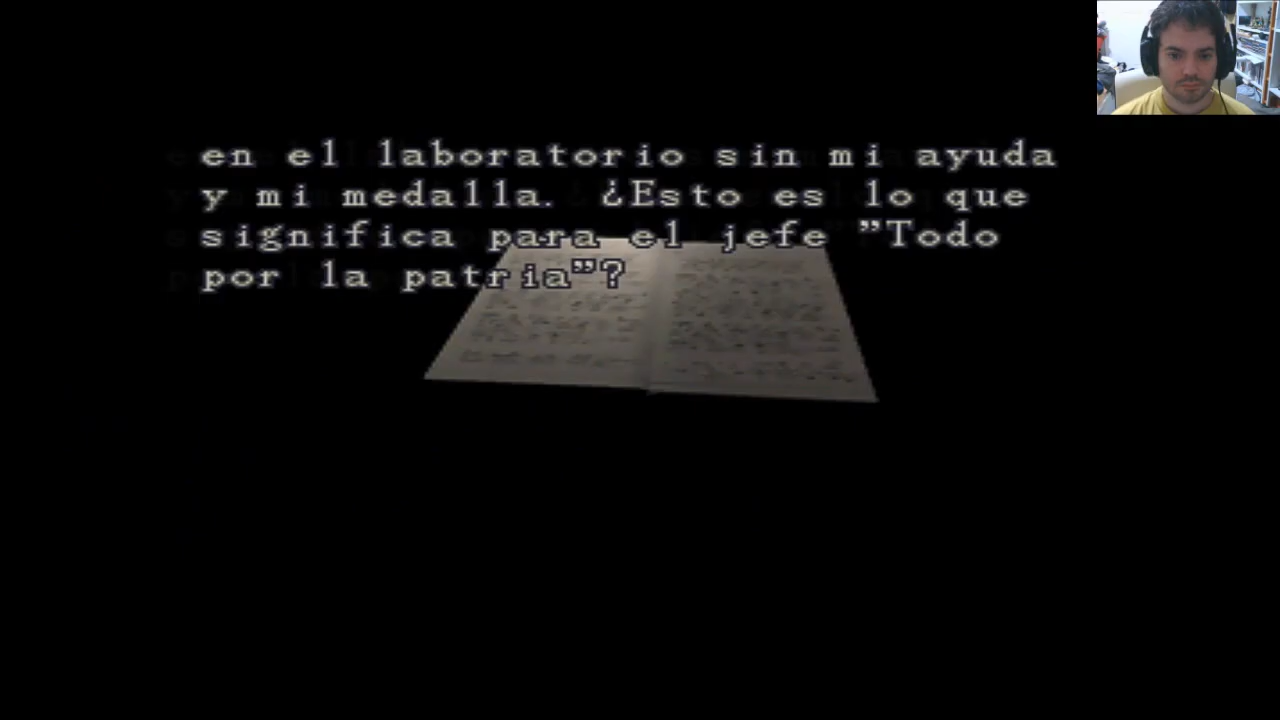 en el laboratorio sin mi ayuda
y mi medalla. ¿Esto es lo que
significa para el jefe "Todo
por la patria"?